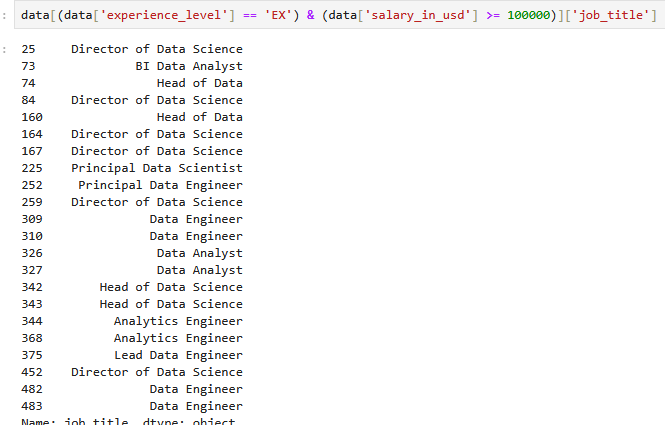 : data[(data['experience_level'] == 'EX') & (data['salary_in_usd'] >= 100000)]['job_title']
: 25     Director of Data Science
73              BI Data Analyst
74                 Head of Data
84     Director of Data Science
160                Head of Data
164    Director of Data Science
167    Director of Data Science
225    Principal Data Scientist
252     Principal Data Engineer
259    Director of Data Science
309               Data Engineer
310               Data Engineer
326                Data Analyst
327                Data Analyst
342        Head of Data Science
343        Head of Data Science
344          Analytics Engineer
368          Analytics Engineer
375          Lead Data Engineer
452    Director of Data Science
482               Data Engineer
483               Data Engineer
Name: job_title, dtype: object